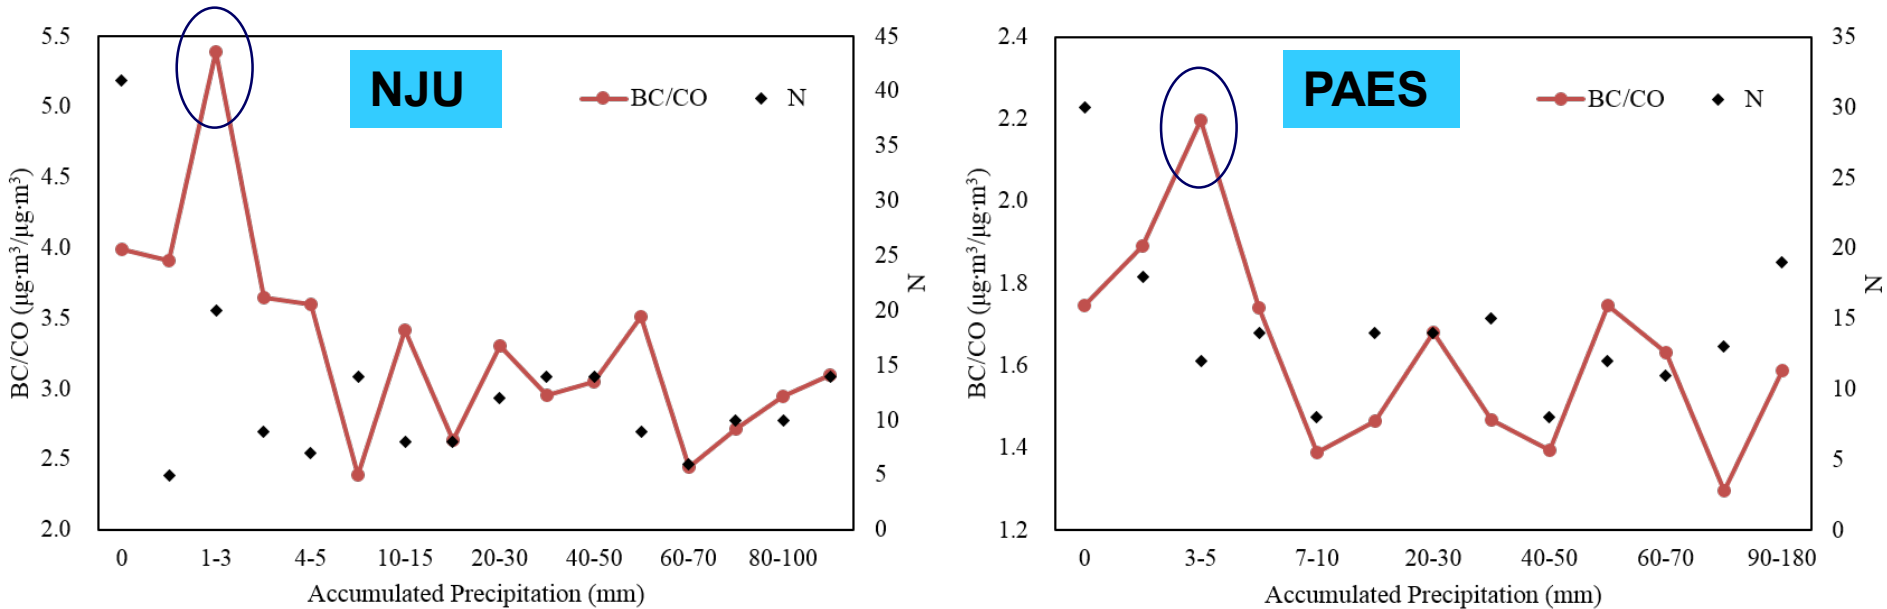 NJU
BC/CO
N
5.5
5.0
4.5
4.0
3.5
3.0
2.5
2.0
BC/CO (μg·m³/μg·m³)
45
40
35
30
25
20
15
10
5
0
N
0 1-3 4-5 10-15 20-30 40-50 60-70 80-100
Accumulated Precipitation (mm)
PAES
BC/CO
N
2.4
2.2
2.0
1.8
1.6
1.4
1.2
BC/CO (μg·m³/μg·m³)
35
30
25
20
15
10
5
0
N
0 3-5 7-10 20-30 40-50 60-70 90-180
Accumulated Precipitation (mm)